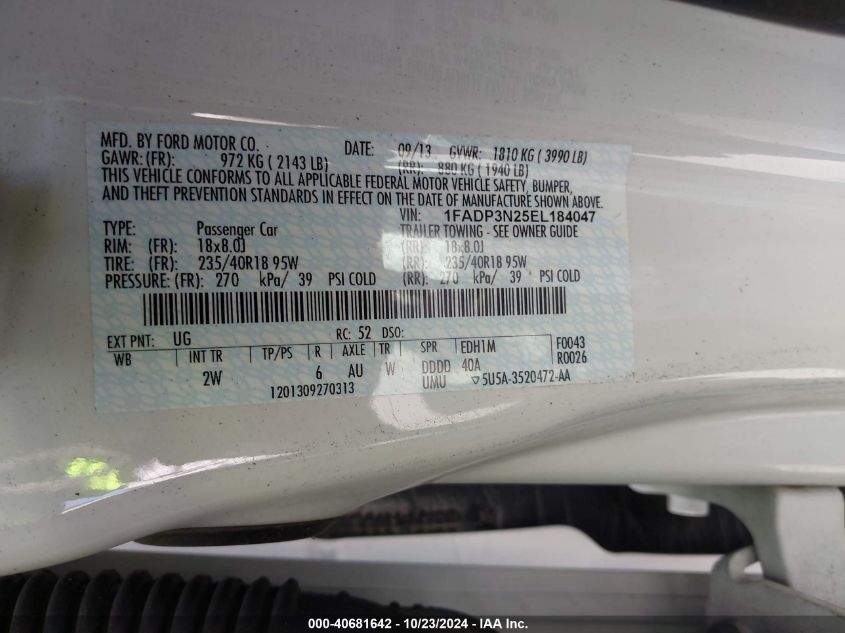 MFD. BY FORD MOTOR CO. DATE: 09/13 GVWR: 1810 KG ( 3990 LB)
GAWR: (FR): 972 KG ( 2143 LB) (RR): 880 KG ( 1940 LB)
THIS VEHICLE CONFORMS TO ALL APPLICABLE FEDERAL MOTOR VEHICLE SAFETY, BUMPER,
AND THEFT PREVENTION STANDARDS IN EFFECT ON THE DATE OF MANUFACTURE SHOWN ABOVE.
VIN: 1FADP3N25EL184047
TYPE: Passenger Car TRAILER TOWING - SEE OWNER GUIDE
RIM: (FR): 18x8.0J (RR): 18x8.0J
TIRE: (FR): 235/40R18 95W (RR): 235/40R18 95W
PRESSURE: (FR): 270 kPa/ 39 PSI COLD (RR): 270 kPa/ 39 PSI COLD
EXT PNT: UG RC: 52 DSO:
WB INT TR TP/PS R AXLE TR SPR EDH1M F0043
2W 6 AU W DDDD 40A R0026
1201309270313 UMU ▽5U5A-3520472-AA
000-40681642 - 10/23/2024 - IAAI.COM